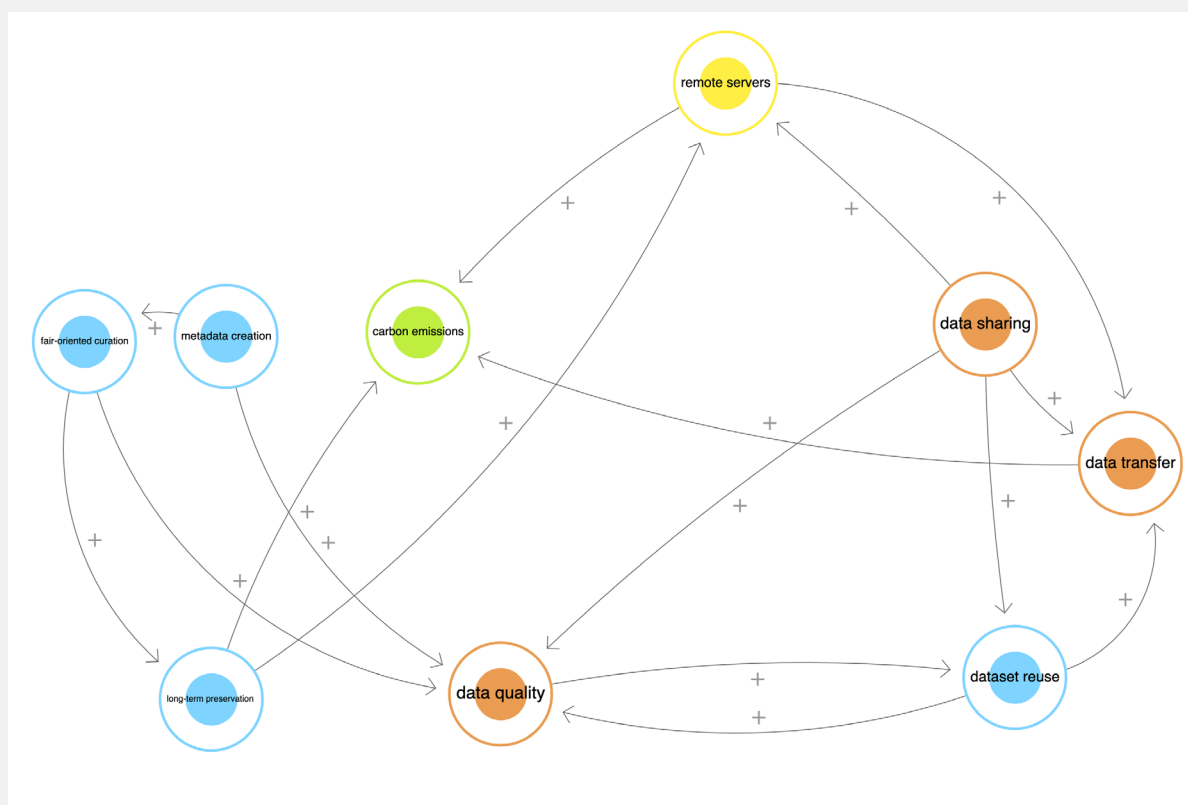 remote servers
+
+
+
data sharing
fair-oriented curation
+
metadata creation
carbon emissions
+
+
+
data transfer
+
+
+
+
+
+
+
+
long-term preservation
data quality
+
+
dataset reuse